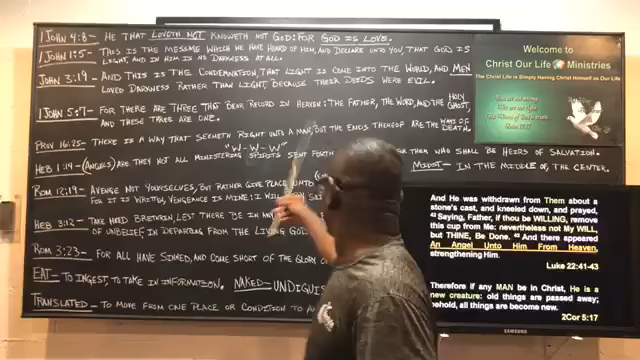 1 JOHN 4:8 - HE THAT LOVETH NOT KNOWETH NOT GOD: FOR GOD IS LOVE.
1 JOHN 1:5 - THIS IS THE MESSAGE WHICH WE HAVE HEARD OF HIM, AND DECLARE UNTO YOU, THAT GOD IS
LIGHT, AND IN HIM IS NO DARKNESS AT ALL.
JOHN 3:19 - AND THIS IS THE CONDEMNATION, THAT LIGHT IS COME INTO THE WORLD, AND MEN
LOVED DARKNESS RATHER THAN LIGHT, BECAUSE THEIR DEEDS WERE EVIL.
1 JOHN 5:7 - FOR THERE ARE THREE THAT BEAR RECORD IN HEAVEN: THE FATHER, THE WORD, AND THE HOLY GHOST,
AND THESE THREE ARE ONE.
PROV 16:25 - THERE IS A WAY THAT SEEMETH RIGHT UNTO A MAN, BUT THE ENDS THEREOF ARE THE WAYS OF DEATH.
"W-W-W"
HEB 1:14 - (ANGELS) ARE THEY NOT ALL MINISTERING SPIRITS SENT FORTH THEM WHO SHALL BE HEIRS OF SALVATION.
MIDST - IN THE MIDDLE OF THE CENTER.
ROM 12:19 - AVENGE NOT YOURSELVES, BUT RATHER GIVE PLACE UNTO
FOR IT IS WRITTEN, VENGEANCE IS MINE; I WILL
HEB 3:12 - TAKE HEED BRETHREN, LEST THERE BE IN
OF UNBELIEF IN DEPARTING FROM THE LIVING GOD
ROM 3:23 - FOR ALL HAVE SINNED, AND COME SHORT OF THE GLORY
EAT - TO INGEST, TO TAKE IN INFORMATION. NAKED - UNDIGUIS
TRANSLATED - TO MOVE FROM ONE PLACE OR CONDITION TO
Welcome to
Christ Our Life Ministries
The Christ Life is Simply Having Christ Himself as Our Life
And He was withdrawn from Them about a
stone's cast, and kneeled down, and prayed,
42 Saying, Father, if thou be WILLING, remove
this cup from Me: nevertheless not My WILL,
but THINE, Be Done. 43 And there appeared
An Angel Unto Him From Heaven,
strengthening Him.
Luke 22:41-43
Therefore if any MAN be in Christ, He is a
new creature: old things are passed away;
behold, all things are become new.
2Cor 5:17
SAMSUNG